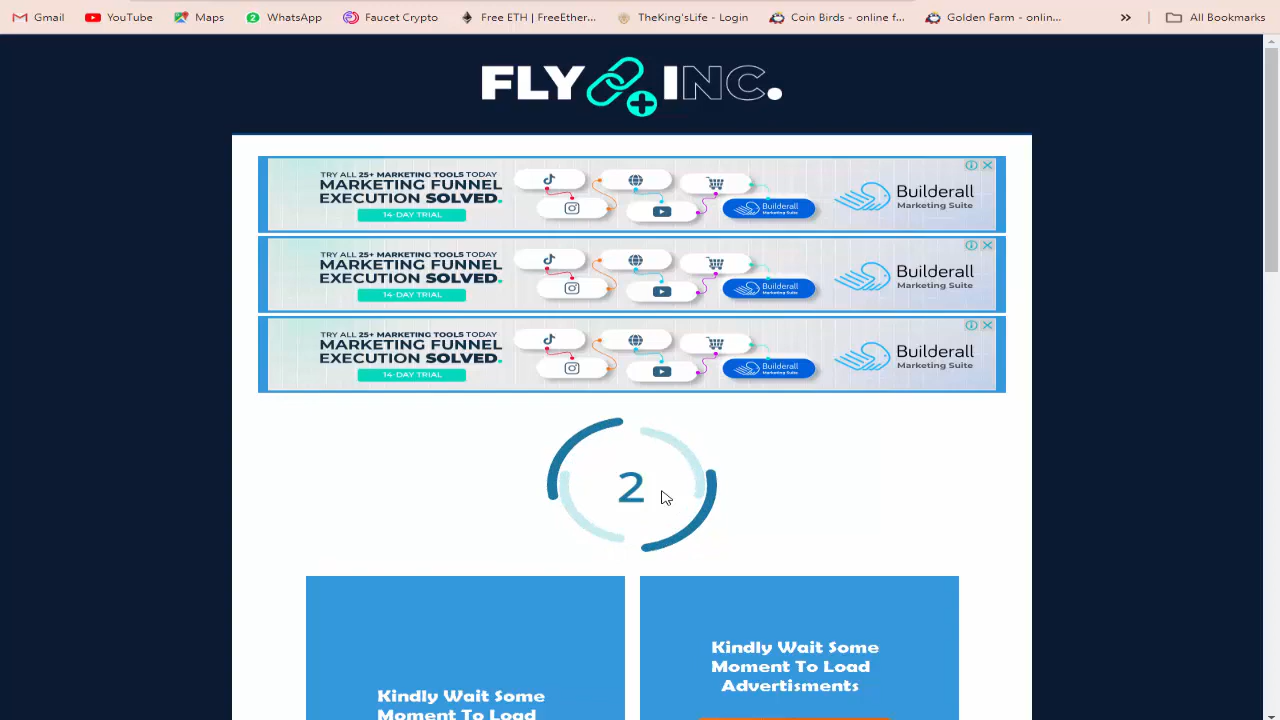 Gmail YouTube Maps WhatsApp Faucet Crypto Free ETH | FreeEther... TheKing'sLife - Login Coin Birds - online f... Golden Farm - onlin... » All Bookmarks
FLY INC.
TRY ALL 25+ MARKETING TOOLS TODAY
MARKETING FUNNEL
EXECUTION SOLVED.
14-DAY TRIAL
Builderall
Builderall
Marketing Suite
TRY ALL 25+ MARKETING TOOLS TODAY
MARKETING FUNNEL
EXECUTION SOLVED.
14-DAY TRIAL
Builderall
Builderall
Marketing Suite
TRY ALL 25+ MARKETING TOOLS TODAY
MARKETING FUNNEL
EXECUTION SOLVED.
14-DAY TRIAL
Builderall
Builderall
Marketing Suite
2
Kindly Wait Some
Moment To Load
Kindly Wait Some
Moment To Load
Advertisments